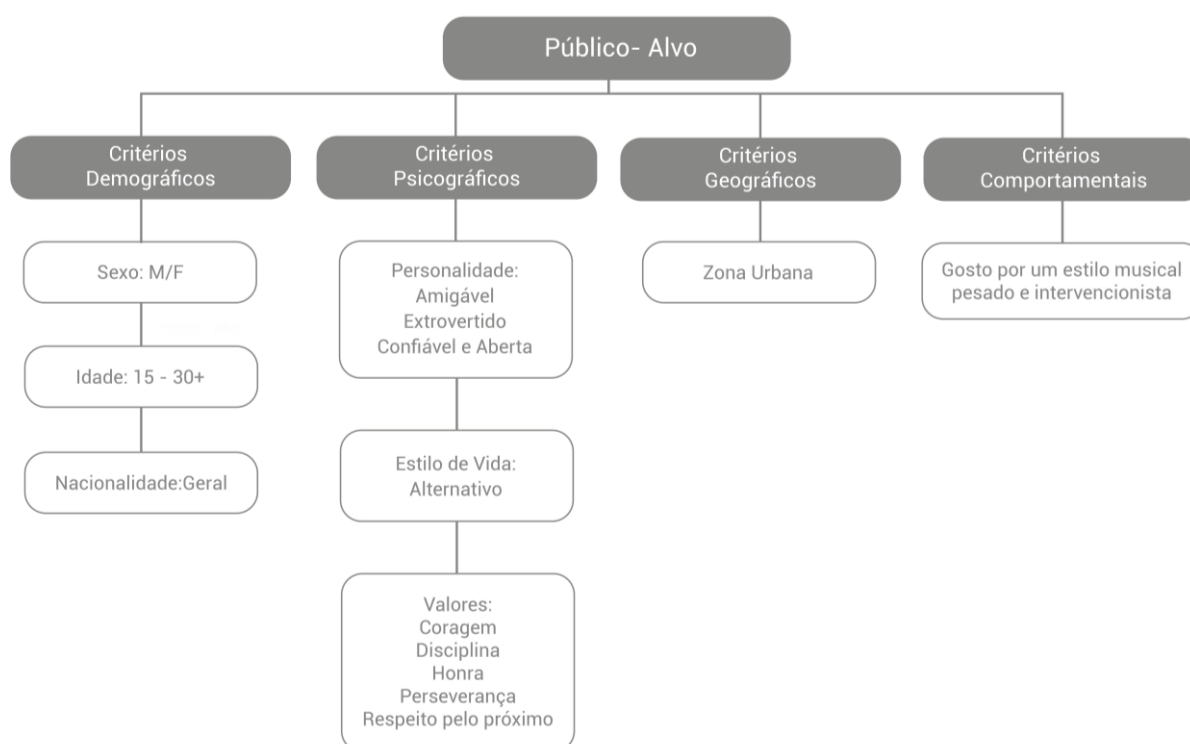 Público- Alvo
Critérios
Demográficos
Sexo: M/F
Idade: 15 - 30+
Nacionalidade:Geral
Critérios
Psicográficos
Personalidade:
Amigável
Extrovertido
Confiável e Aberta
Estilo de Vida:
Alternativo
Valores:
Coragem
Disciplina
Honra
Perseverança
Respeito pelo próximo
Critérios
Geográficos
Zona Urbana
Critérios
Comportamentais
Gosto por um estilo musical
pesado e intervencionista